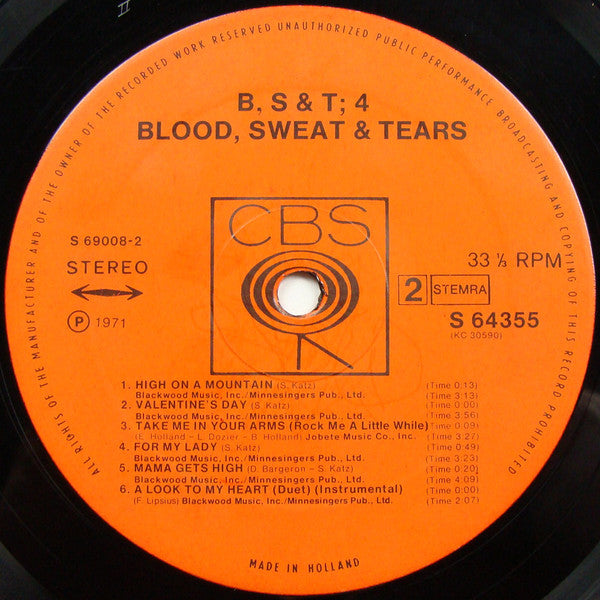 II
ALL RIGHTS OF THE MANUFACTURER AND OF THE OWNER OF THE RECORDED WORK RESERVED UNAUTHORIZED PUBLIC PERFORMANCE BROADCASTING AND COPYING OF THIS RECORD PROHIBITED
B, S & T; 4
BLOOD, SWEAT & TEARS
CBS
S 69008-2
STEREO
P 1971
33 ⅓ RPM
2 STEMRA
S 64355
(KC 30590)
1. HIGH ON A MOUNTAIN (S. Katz) (Time 0:13)
Blackwood Music, Inc./Minnesingers Pub., Ltd. (Time 3:13)
2. VALENTINE'S DAY (S. Katz) (Time 0:00)
Blackwood Music, Inc./Minnesingers Pub., Ltd. (Time 3:56)
3. TAKE ME IN YOUR ARMS (Rock Me A Little While) (Time 0:09)
(E. Holland - L. Dozier - B. Holland) Jobete Music Co., Inc. (Time 3:27)
4. FOR MY LADY (S. Katz) (Time 0:49)
Blackwood Music, Inc./Minnesingers Pub., Ltd. (Time 3:23)
5. MAMA GETS HIGH (D. Bargeron - S. Katz) (Time 0:20)
Blackwood Music, Inc./Minnesingers Pub., Ltd. (Time 4:09)
6. A LOOK TO MY HEART (Duet) (Instrumental) (Time 0:00)
(F. Lipsius) Blackwood Music, Inc./Minnesingers Pub., Ltd. (Time 2:07)
MADE IN HOLLAND